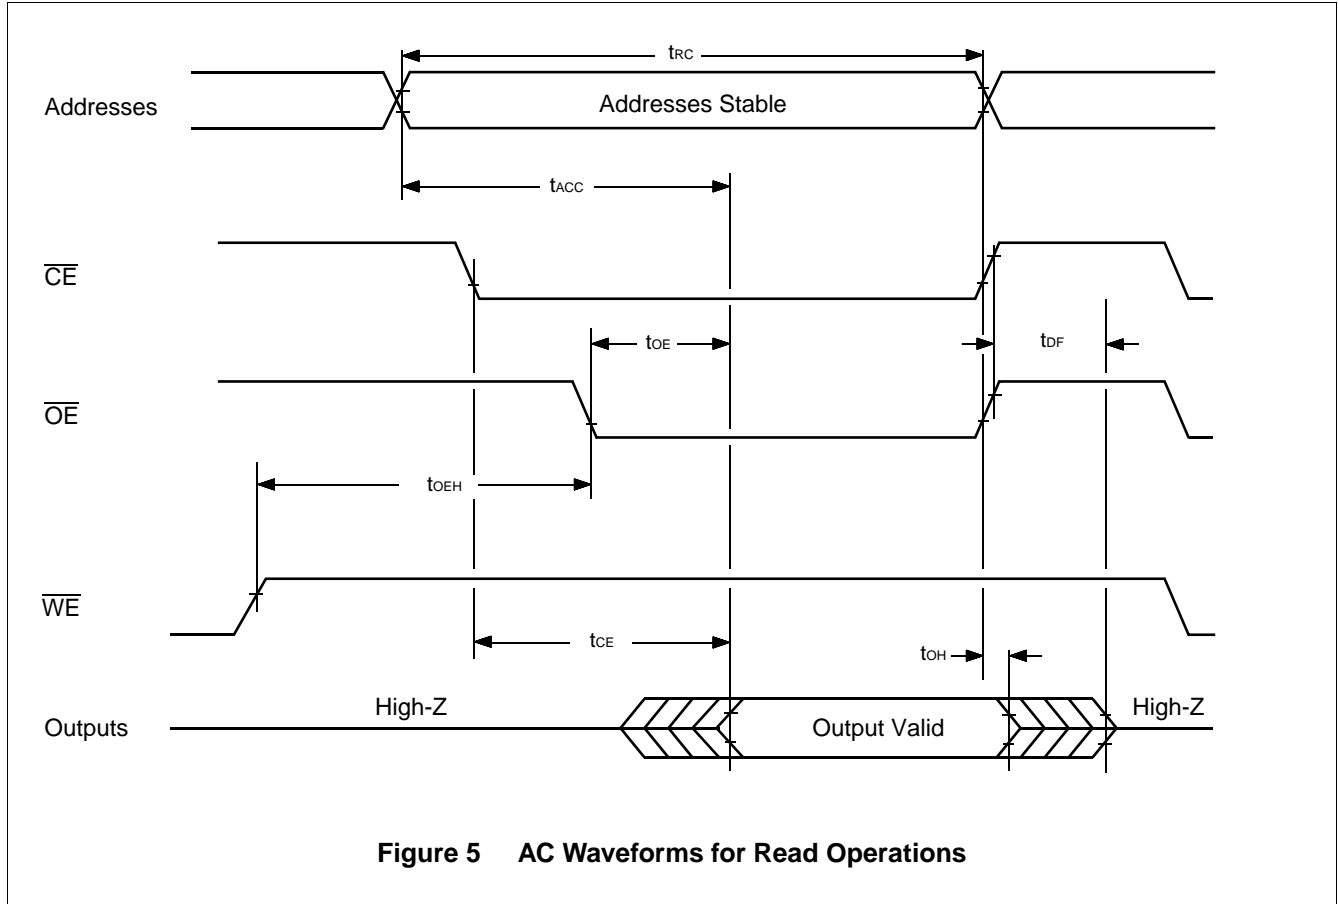 tRC
Addresses
Addresses Stable
tACC
CE
tOE
tDF
OE
tOEH
WE
tCE
tOH
High-Z
High-Z
Outputs
Output Valid
Figure 5 AC Waveforms for Read Operations